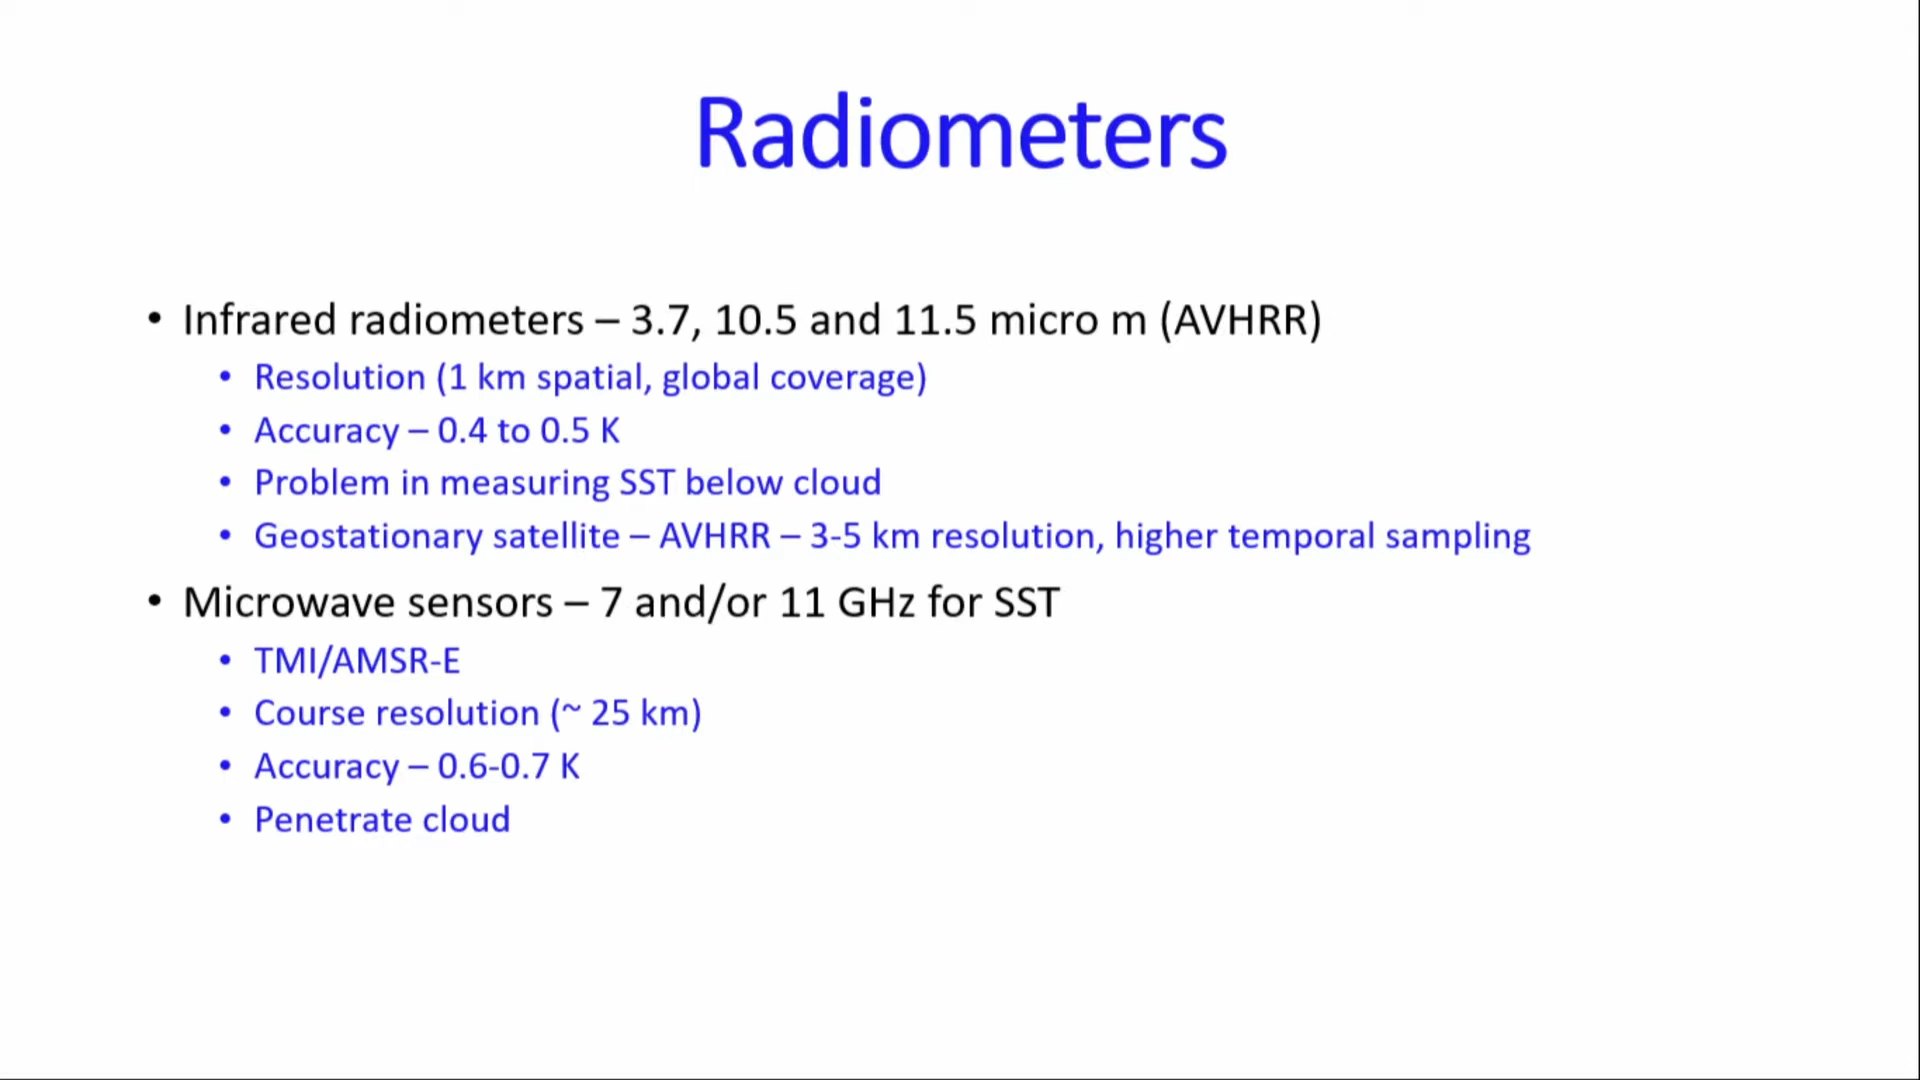 Radiometers
• Infrared radiometers – 3.7, 10.5 and 11.5 micro m (AVHRR)
• Resolution (1 km spatial, global coverage)
• Accuracy – 0.4 to 0.5 K
• Problem in measuring SST below cloud
• Geostationary satellite – AVHRR – 3-5 km resolution, higher temporal sampling
• Microwave sensors – 7 and/or 11 GHz for SST
• TMI/AMSR-E
• Course resolution (~ 25 km)
• Accuracy – 0.6-0.7 K
• Penetrate cloud